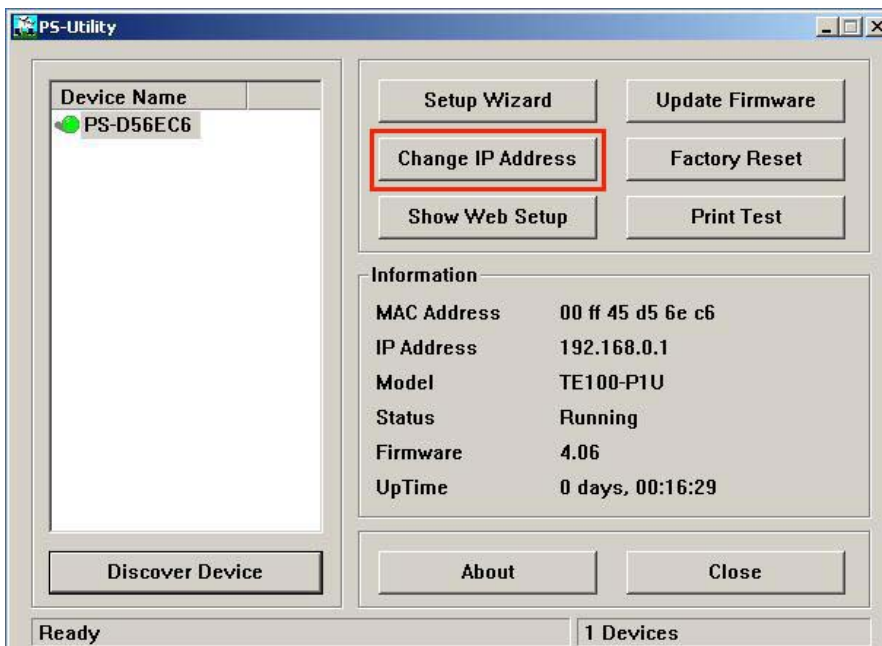 PS-Utility
Device Name
PS-D56EC6
Discover Device
Setup Wizard
Update Firmware
Change IP Address
Factory Reset
Show Web Setup
Print Test
Information
MAC Address 00 ff 45 d5 6e c6
IP Address 192.168.0.1
Model TE100-P1U
Status Running
Firmware 4.06
UpTime 0 days, 00:16:29
About
Close
Ready
1 Devices